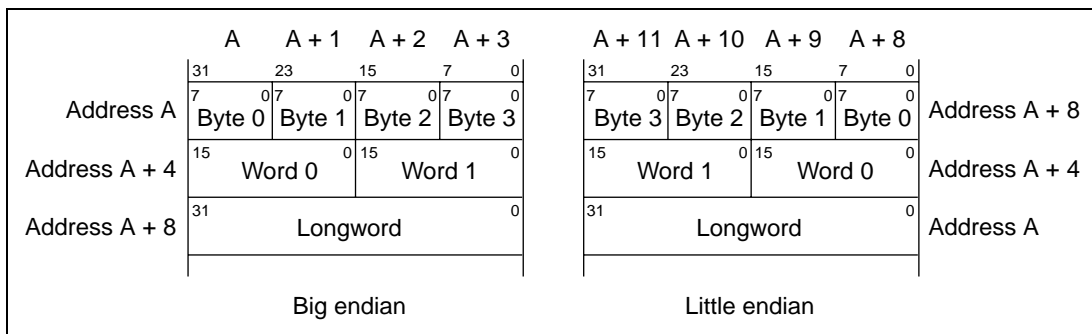 A A + 1 A + 2 A + 3 A + 11 A + 10 A + 9 A + 8
31 23 15 7 0 31 23 15 7 0
7 0 7 0 7 0 7 0 7 0 7 0 7 0 7 0
Address A Byte 0 Byte 1 Byte 2 Byte 3 Byte 3 Byte 2 Byte 1 Byte 0 Address A + 8
15 0 15 0 15 0 15 0
Address A + 4 Word 0 Word 1 Word 1 Word 0 Address A + 4
31 0 31 0
Address A + 8 Longword Longword Address A
Big endian Little endian